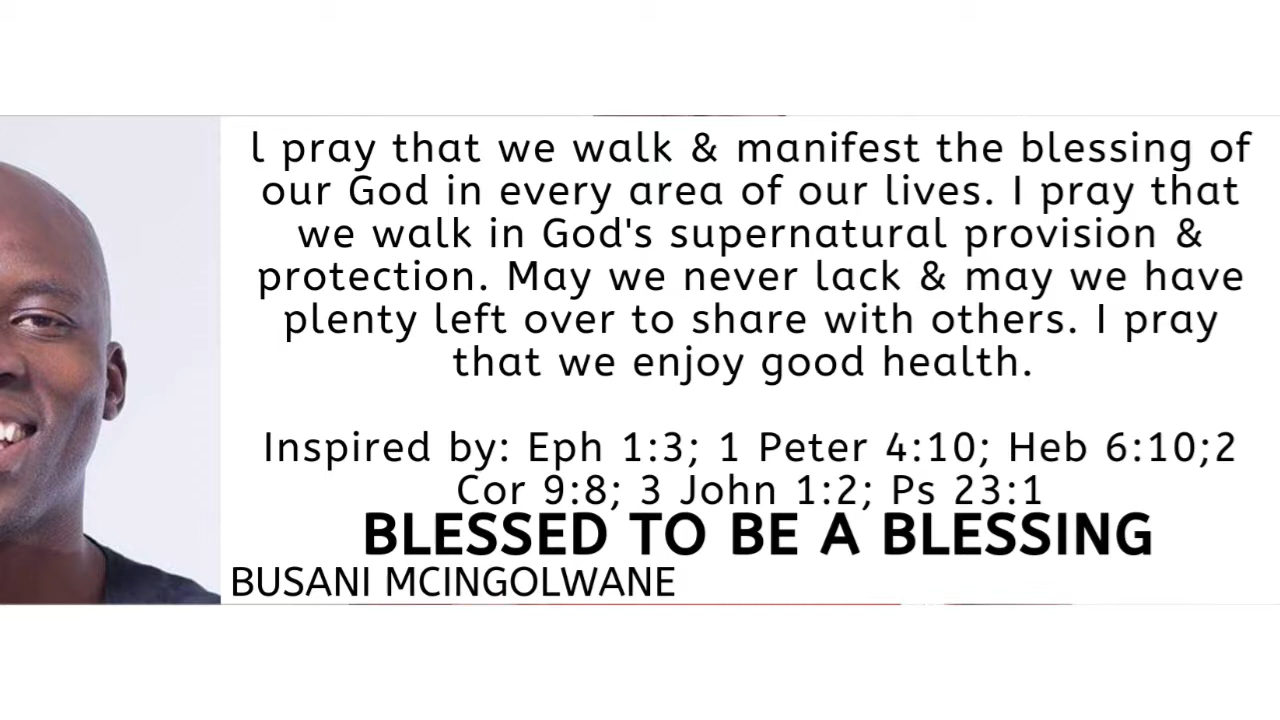 l pray that we walk & manifest the blessing of
our God in every area of our lives. I pray that
we walk in God's supernatural provision &
protection. May we never lack & may we have
plenty left over to share with others. I pray
that we enjoy good health.
Inspired by: Eph 1:3; 1 Peter 4:10; Heb 6:10;2
Cor 9:8; 3 John 1:2; Ps 23:1
BLESSED TO BE A BLESSING
BUSANI MCINGOLWANE